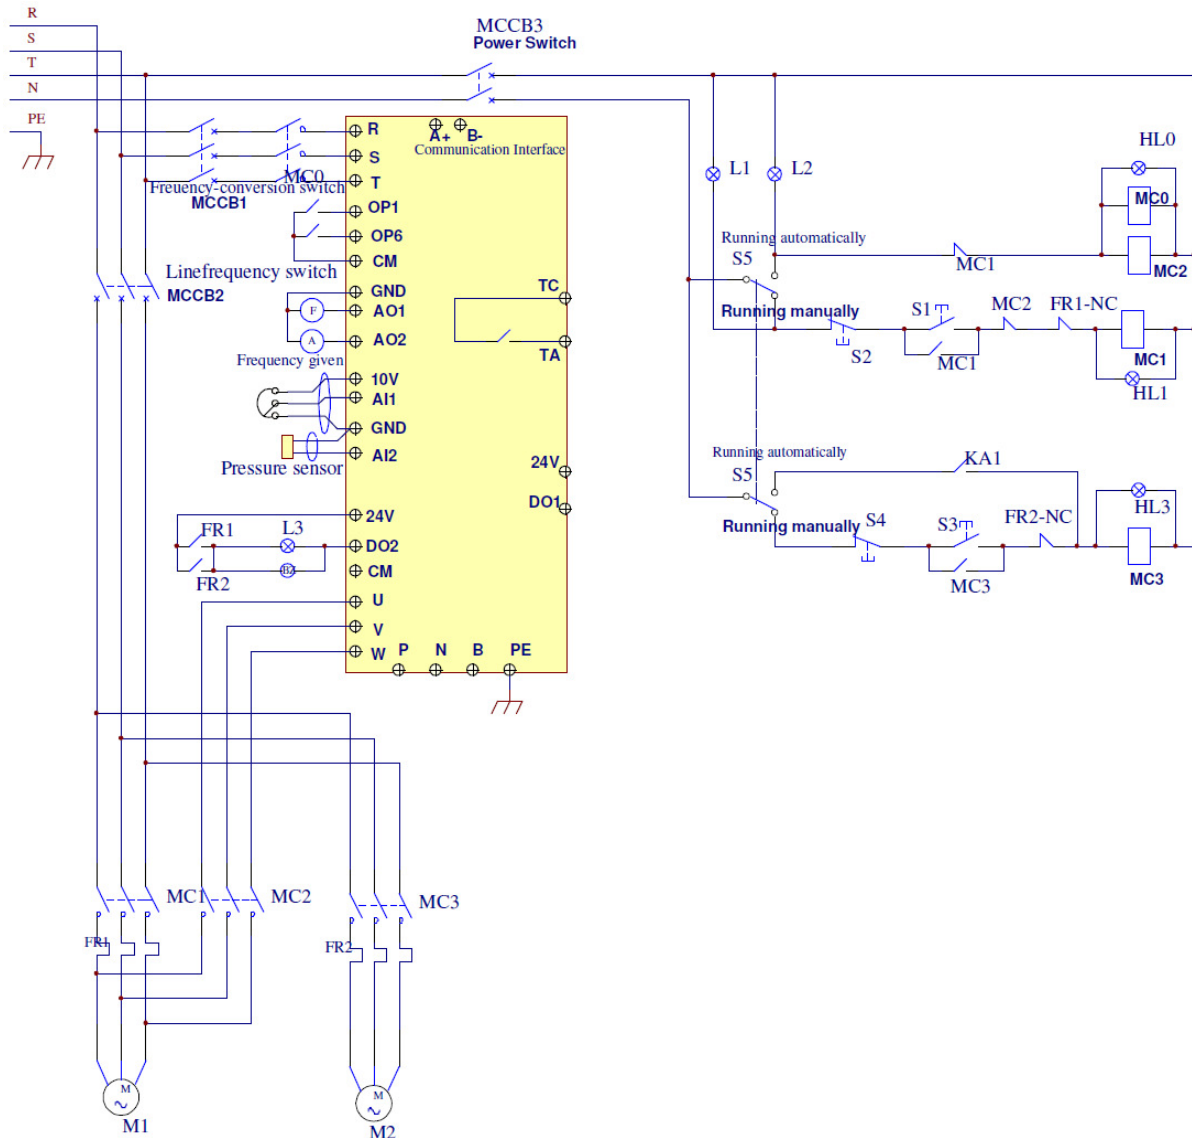 R
S
T
N
PE
MCCB3
Power Switch
R
A+
B-
Communication Interface
S
MC0
T
Freuency-conversion switch
MCCB1
OP1
OP6
CM
Linefrequency switch
MCCB2
GND
F
AO1
A
AO2
Frequency given
10V
AI1
GND
AI2
Pressure sensor
TC
TA
24V
DO1
24V
FR1
L3
DO2
BZ
FR2
CM
U
V
W
P
N
B
PE
L1
L2
HL0
MC0
Running automatically
S5
MC1
MC2
Running manually
S1
MC2
FR1-NC
S2
MC1
MC1
HL1
Running automatically
S5
KA1
Running manually
S4
S3
FR2-NC
HL3
MC3
MC3
MC1
MC2
MC3
FR1
FR2
M
M1
M
M2